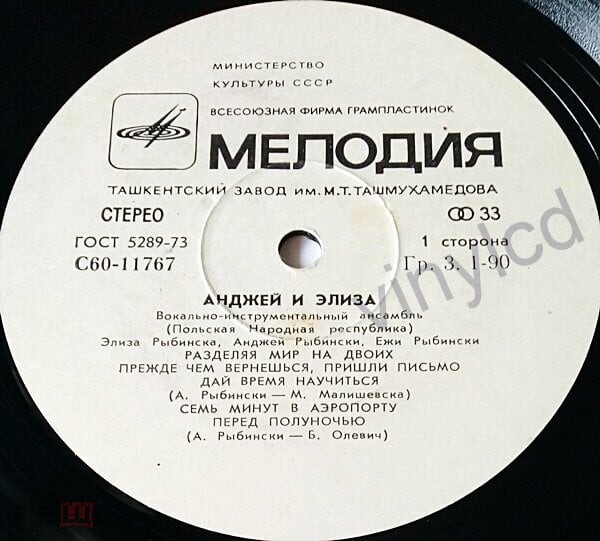 МИНИСТЕРСТВО
КУЛЬТУРЫ СССР
ВСЕСОЮЗНАЯ ФИРМА ГРАМПЛАСТИНОК
МЕЛОДИЯ
ТАШКЕНТСКИЙ ЗАВОД ИМ. М.Т. ТАШМУХАМЕДОВА
СТЕРЕО
33
ГОСТ 5289-73
1 сторона
С60-11767
Гр. 3. 1-90
vinylcd
АНДЖЕЙ И ЭЛИЗА
Вокально-инструментальный ансамбль
(Польская Народная республика)
Элиза Рыбинска, Анджей Рыбински, Ежи Рыбински
РАЗДЕЛЯЯ МИР НА ДВОИХ
ПРЕЖДЕ ЧЕМ ВЕРНЕШЬСЯ, ПРИШЛИ ПИСЬМО
ДАЙ ВРЕМЯ НАУЧИТЬСЯ
(А. Рыбински — М. Малишевска)
СЕМЬ МИНУТ В АЭРОПОРТУ
ПЕРЕД ПОЛУНОЧЬЮ
(А. Рыбински — Б. Олевич)